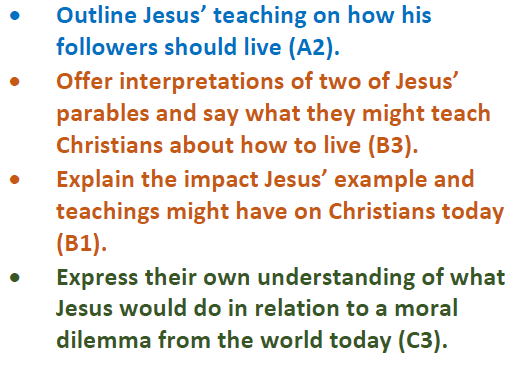 • Outline Jesus’ teaching on how his
followers should live (A2).
• Offer interpretations of two of Jesus’
parables and say what they might teach
Christians about how to live (B3).
• Explain the impact Jesus’ example and
teachings might have on Christians today
(B1).
• Express their own understanding of what
Jesus would do in relation to a moral
dilemma from the world today (C3).